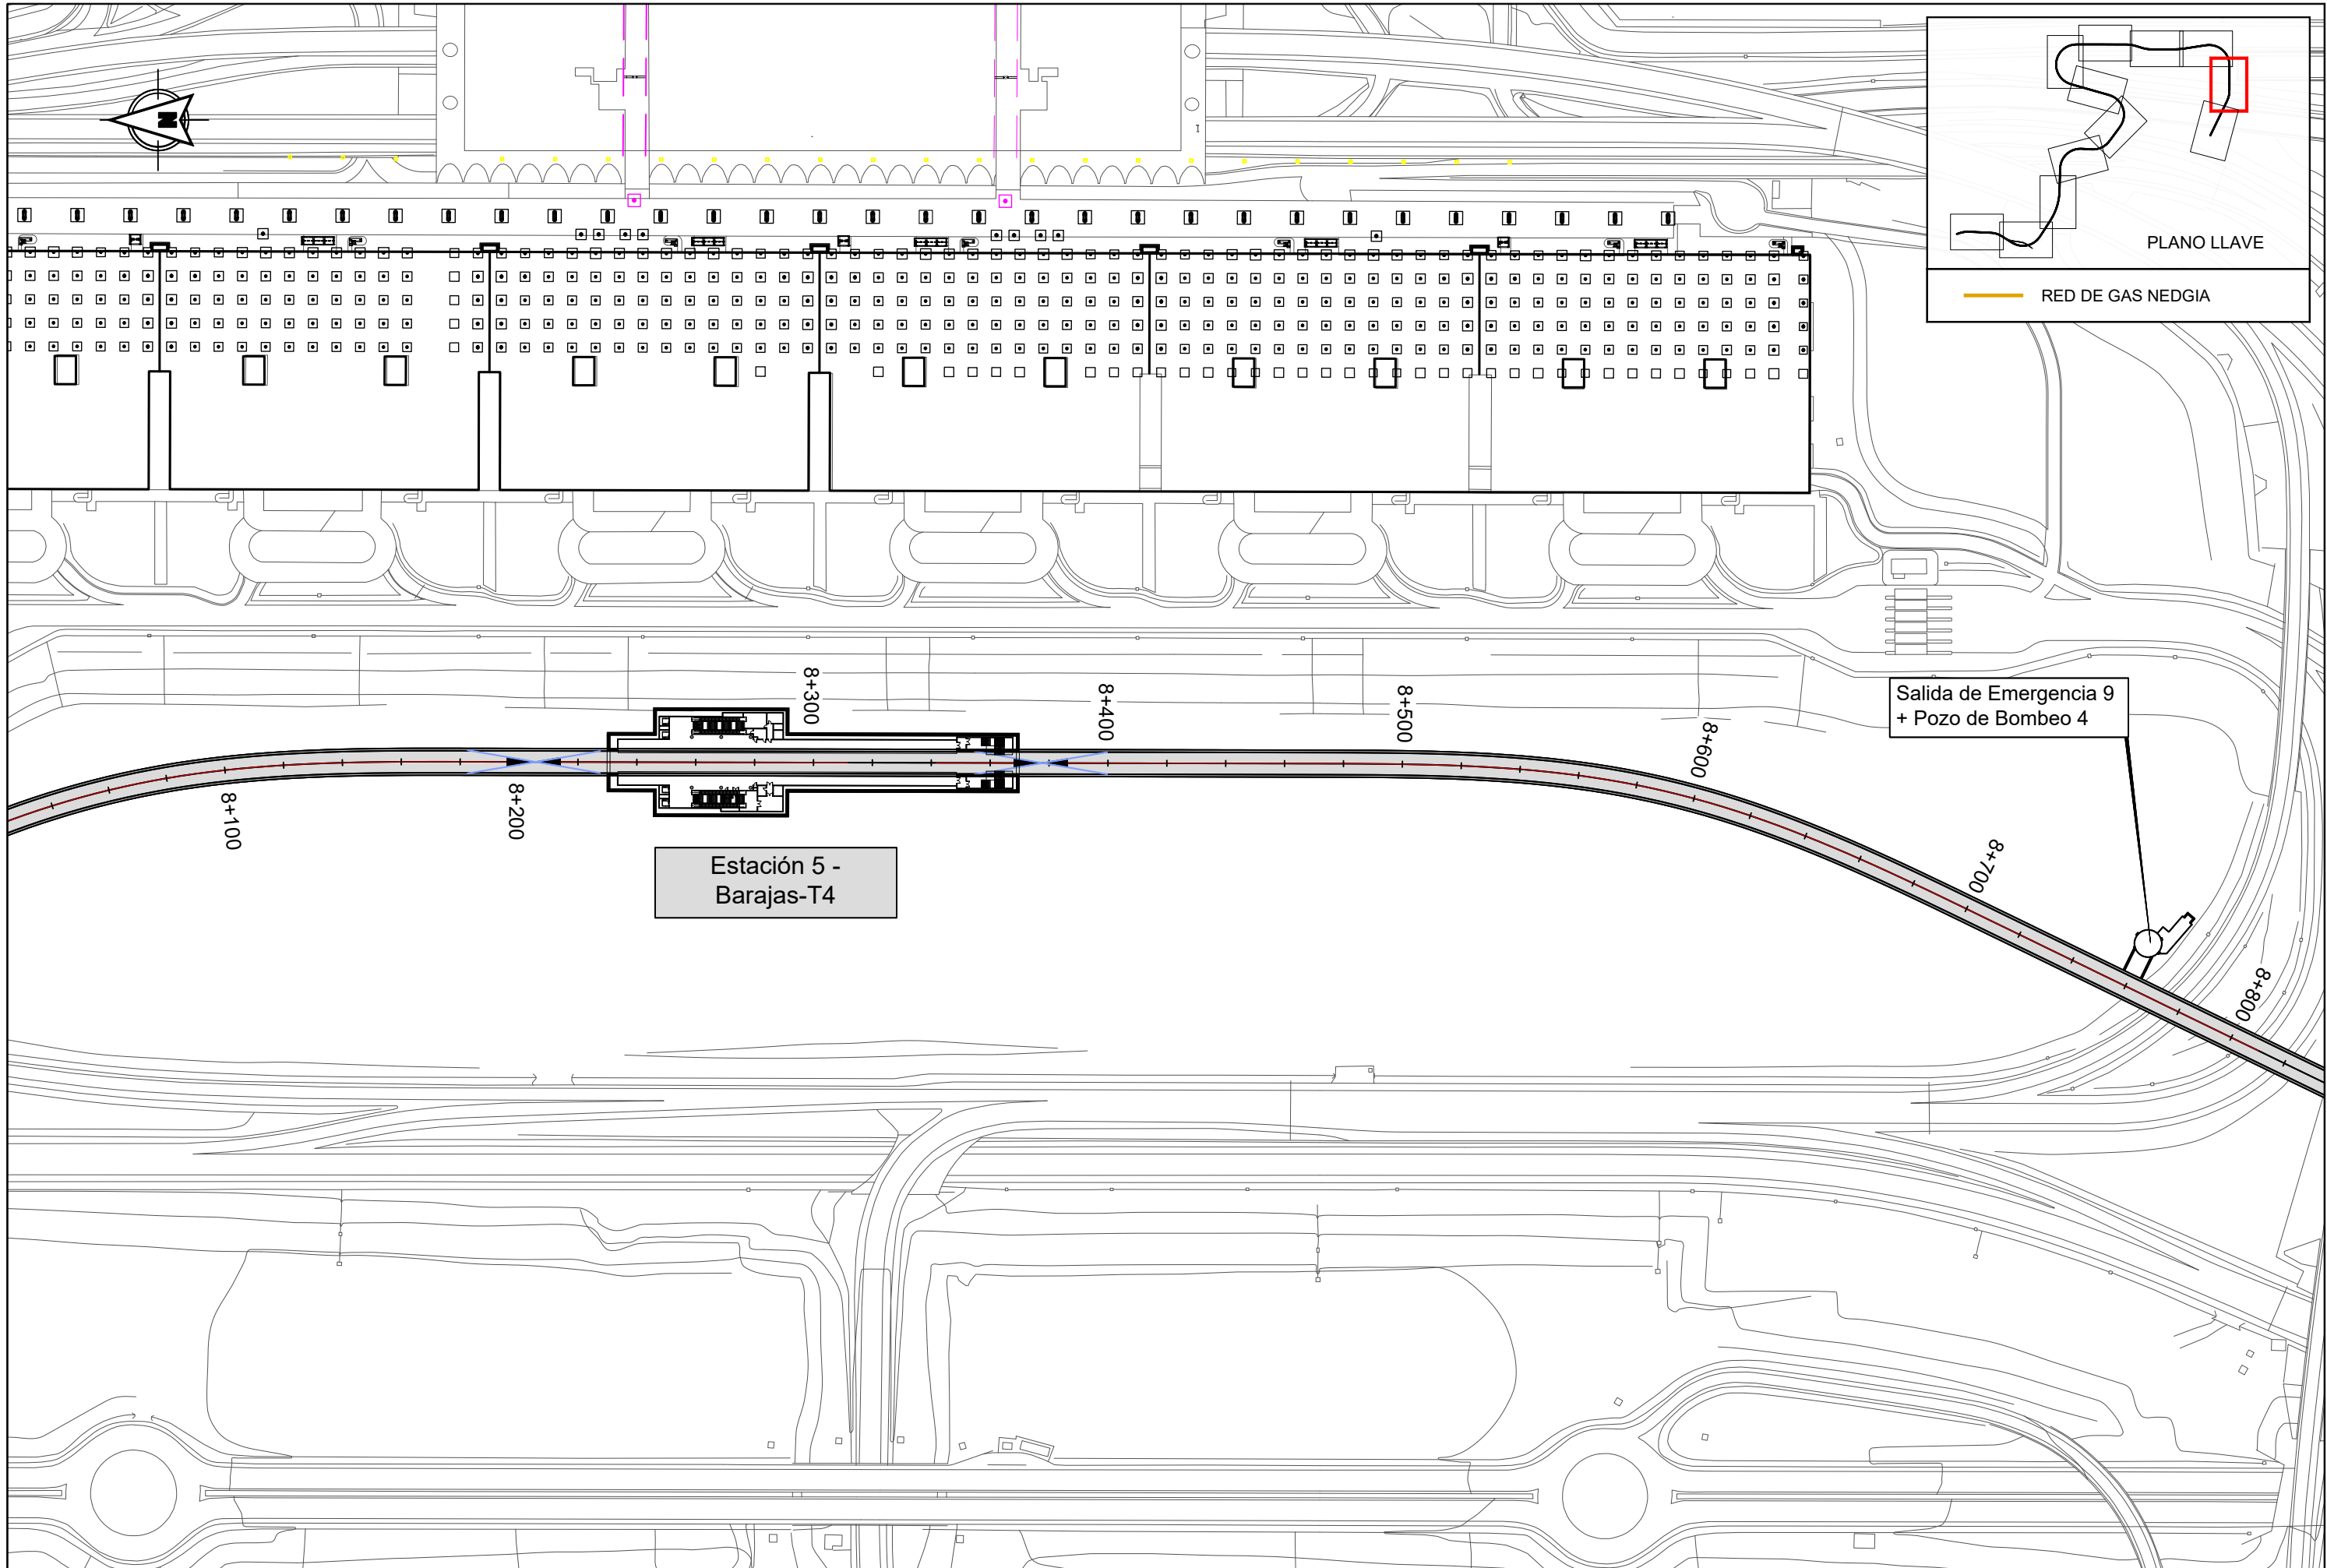 N
PLANO LLAVE
RED DE GAS NEDGIA
8+300
8+400
8+500
8+600
Salida de Emergencia 9
+ Pozo de Bombeo 4
8+100
8+200
8+700
8+800
Estación 5 -
Barajas-T4